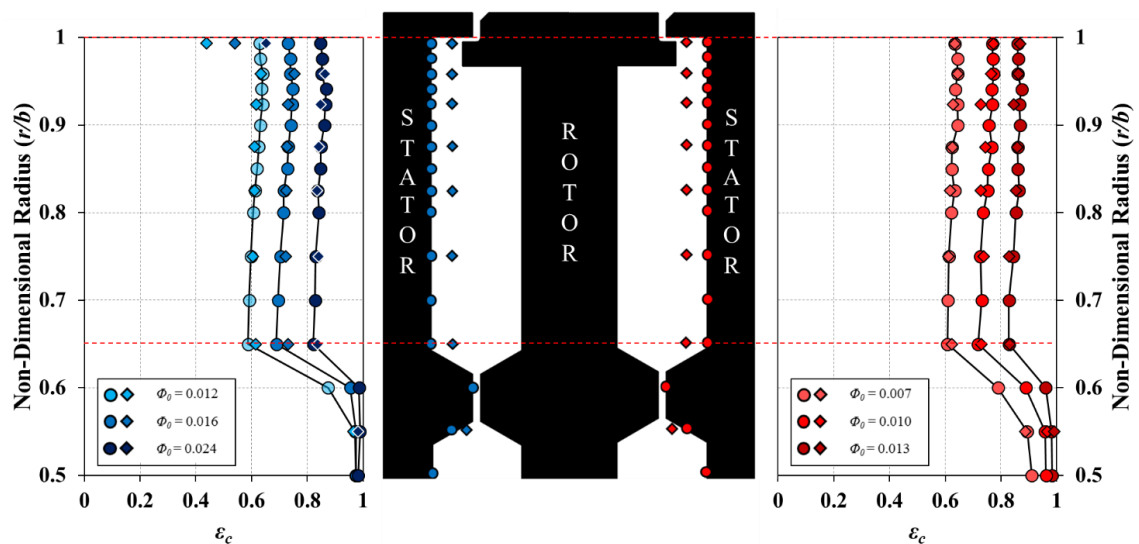 Non-Dimensional Radius (r/b)
1
0.9
0.8
0.7
0.6
0.5
0 0.2 0.4 0.6 0.8 1
εc
Φ0 = 0.012
Φ0 = 0.016
Φ0 = 0.024
STATOR
ROTOR
STATOR
Φ0 = 0.007
Φ0 = 0.010
Φ0 = 0.013
0 0.2 0.4 0.6 0.8 1
εc
1
0.9
0.8
0.7
0.6
0.5
Non-Dimensional Radius (r/b)